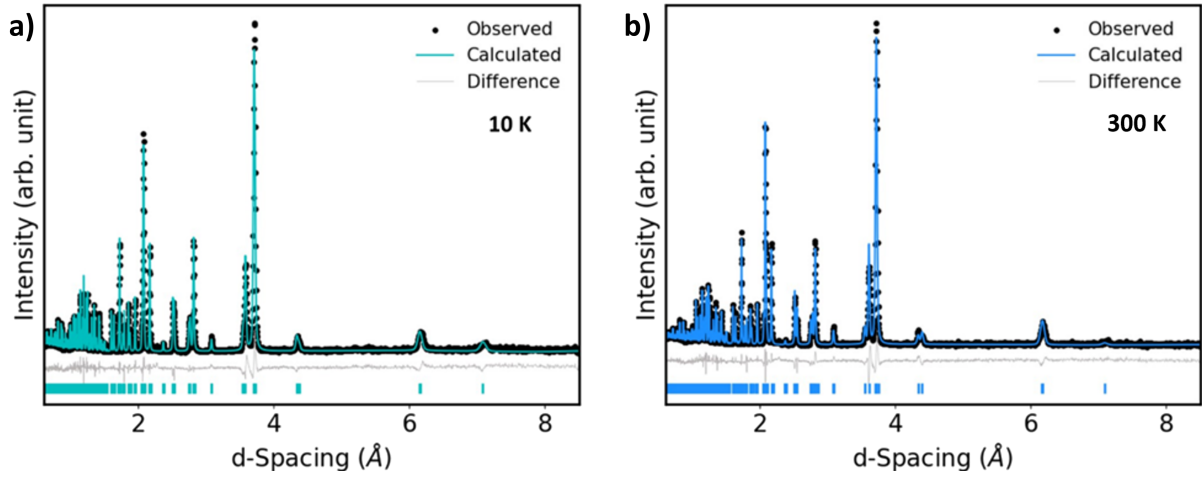 a)
Observed
Calculated
Difference
10 K
Intensity (arb. unit)
2 4 6 8
d-Spacing (Å)
b)
Observed
Calculated
Difference
300 K
Intensity (arb. unit)
2 4 6 8
d-Spacing (Å)